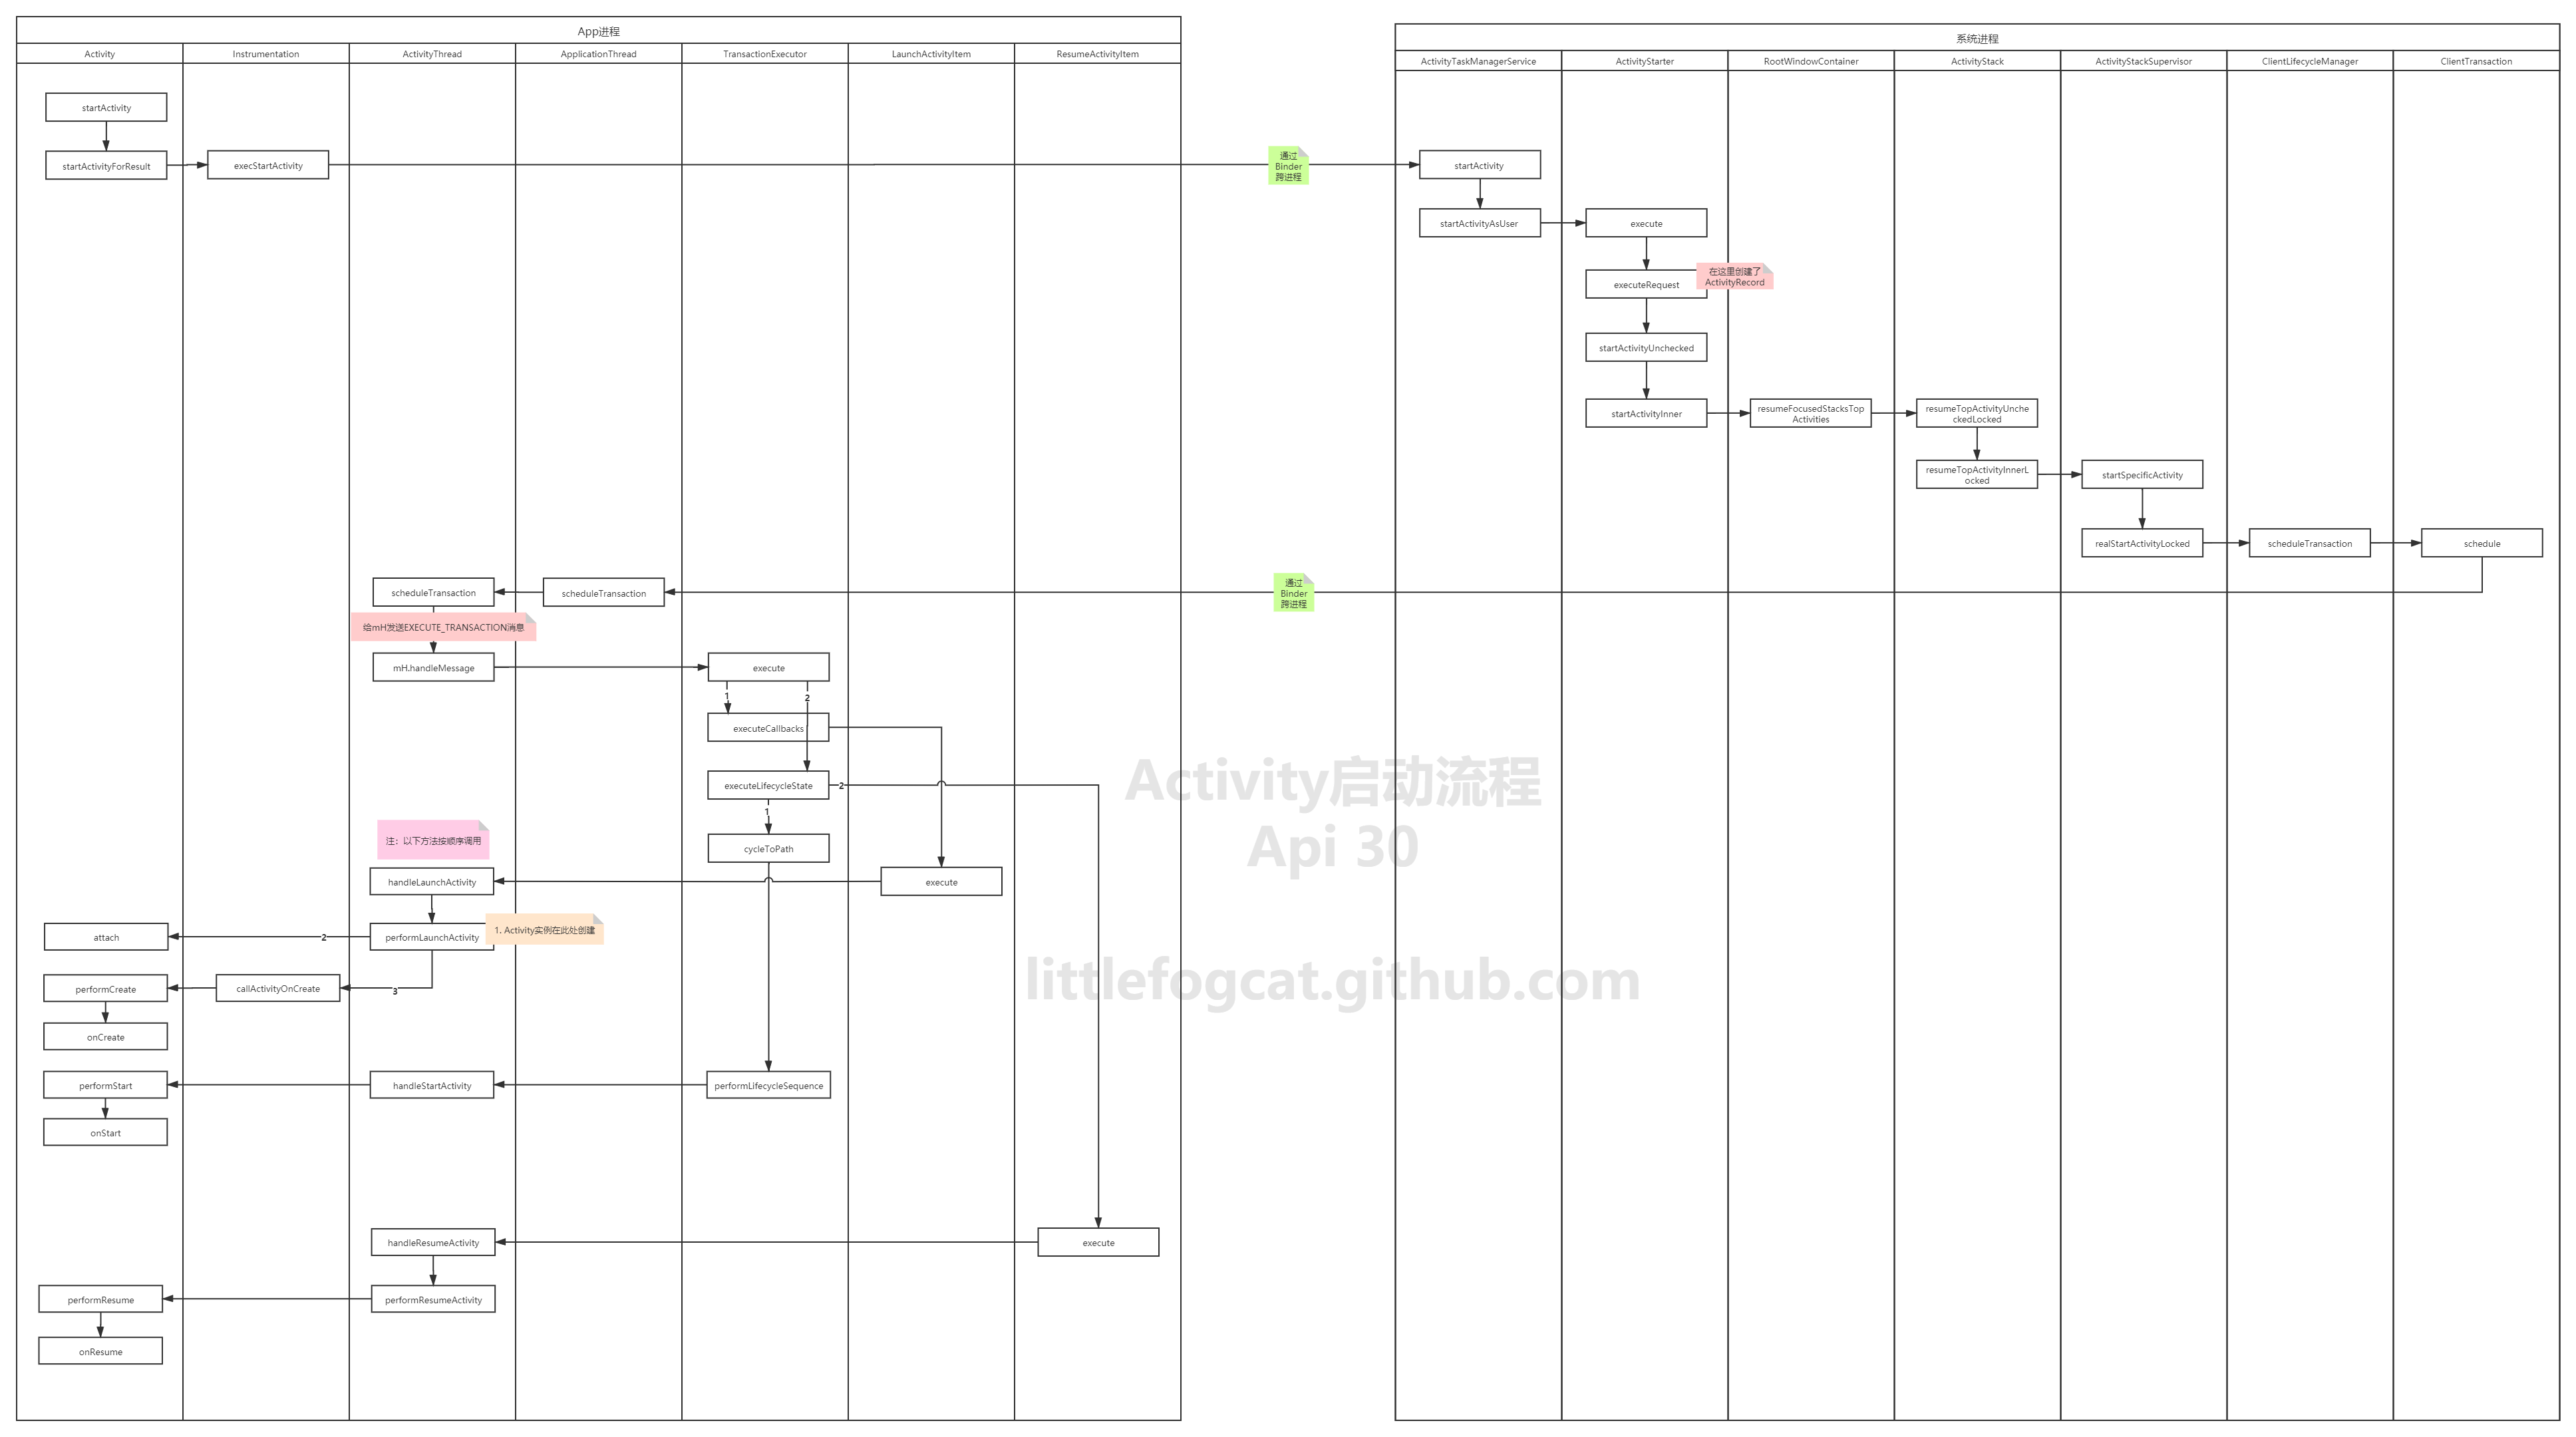 App进程
Activity
Instrumentation
ActivityThread
ApplicationThread
TransactionExecutor
LaunchActivityItem
ResumeActivityItem
系统进程
ActivityTaskManagerService
ActivityStarter
RootWindowContainer
ActivityStack
ActivityStackSupervisor
ClientLifecycleManager
ClientTransaction
startActivity
startActivityForResult
execStartActivity
通过
Binder
跨进程
startActivity
startActivityAsUser
execute
executeRequest
在这里创建了
ActivityRecord
startActivityUnchecked
startActivityInner
resumeFocusedStacksTop
Activities
resumeTopActivityUnche
ckedLocked
resumeTopActivityInnerL
ocked
startSpecificActivity
realStartActivityLocked
scheduleTransaction
schedule
通过
Binder
跨进程
scheduleTransaction
scheduleTransaction
给mH发送EXECUTE_TRANSACTION消息
mH.handleMessage
execute
1
2
executeCallbacks
executeLifecycleState
2
1
cycleToPath
注：以下方法按顺序调用
handleLaunchActivity
execute
attach
2
performLaunchActivity
1. Activity实例在此处创建
performCreate
callActivityOnCreate
3
onCreate
performStart
handleStartActivity
performLifecycleSequence
onStart
handleResumeActivity
execute
performResume
performResumeActivity
onResume
Activity启动流程
Api 30
littlefogcat.github.com